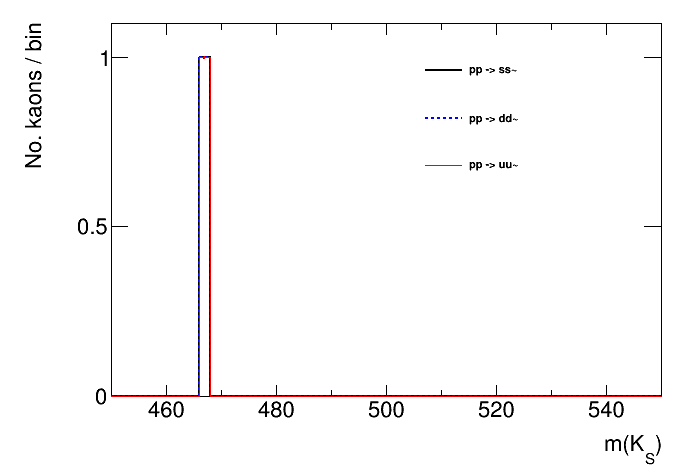 No. kaons / bin
1
0.5
0
pp -> ss~
pp -> dd~
pp -> uu~
460 480 500 520 540
m(K_S)